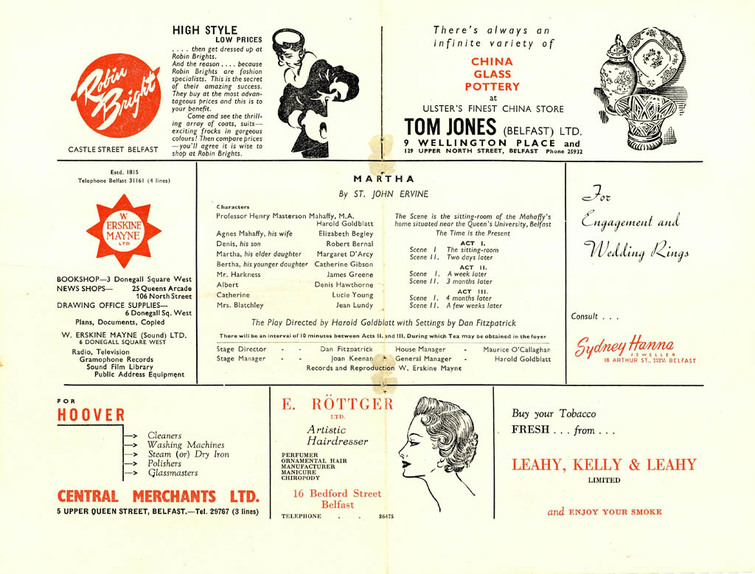 Robin Bright
CASTLE STREET BELFAST
HIGH STYLE
LOW PRICES
. . . . then get dressed up at
Robin Brights.
And the reason . . . . because
Robin Brights are fashion
specialists. This is the secret
of their amazing success.
They buy at the most advan-
tageous prices and this is to
your benefit.
Come and see the thrill-
ing array of coats, suits—
exciting frocks in gorgeous
colours! Then compare prices
—you'll agree it is wise to
shop at Robin Brights.
There's always an
infinite variety of
CHINA
GLASS
POTTERY
at
ULSTER'S FINEST CHINA STORE
TOM JONES (BELFAST) LTD.
9 WELLINGTON PLACE and
129 UPPER NORTH STREET, BELFAST Phone 25932
Estd. 1815
Telephone Belfast 31161 (4 lines)
W
ERSKINE
MAYNE
LTD
BOOKSHOP—3 Donegall Square West
NEWS SHOPS— 25 Queens Arcade
106 North Street
DRAWING OFFICE SUPPLIES—
6 Donegall Sq. West
Plans, Documents, Copied
W. ERSKINE MAYNE (Sound) LTD.
6 DONEGALL SQUARE WEST
Radio, Television
Gramophone Records
Sound Film Library
Public Address Equipment
MARTHA
By ST. JOHN ERVINE
Characters
Professor Henry Masterson Mahaffy, M.A.
Harold Goldblatt
Agnes Mahaffy, his wife Elizabeth Begley
Denis, his son Robert Bernal
Martha, his elder daughter Margaret D'Arcy
Bertha, his younger daughter Catherine Gibson
Mr. Harkness James Greene
Albert Denis Hawthorne
Catherine Lucie Young
Mrs. Blatchley Jean Lundy
The Scene is the sitting-room of the Mahaffy's
home situated near the Queen's University, Belfast
The Time is the Present
ACT I.
Scene I The sitting-room
Scene II. Two days later
ACT II.
Scene I. A week later
Scene II. 3 months later
ACT III.
Scene I. 4 months later
Scene II. A few weeks later
The Play Directed by Harold Goldblatt with Settings by Dan Fitzpatrick
There will be an interval of 10 minutes between Acts II. and III. During which Tea may be obtained in the foyer
Stage Director - - Dan Fitzpatrick House Manager - Maurice O'Callaghan
Stage Manager - - Joan Keenan General Manager - Harold Goldblatt
Records and Reproduction W. Erskine Mayne
For
Engagement and
Wedding Rings
Consult . . .
Sydney Hanna
JEWELLER
18 ARTHUR ST., BELFAST
FOR
HOOVER
Cleaners
Washing Machines
Steam (or) Dry Iron
Polishers
Glassmasters
CENTRAL MERCHANTS LTD.
5 UPPER QUEEN STREET, BELFAST.—Tel. 29767 (3 lines)
E. RÖTTGER
LTD.
Artistic
Hairdresser
PERFUMER
ORNAMENTAL HAIR
MANUFACTURER
MANICURE
CHIROPODY
16 Bedford Street
Belfast
TELEPHONE - - 26475
Buy your Tobacco
FRESH . . . from . . .
LEAHY, KELLY & LEAHY
LIMITED
and ENJOY YOUR SMOKE